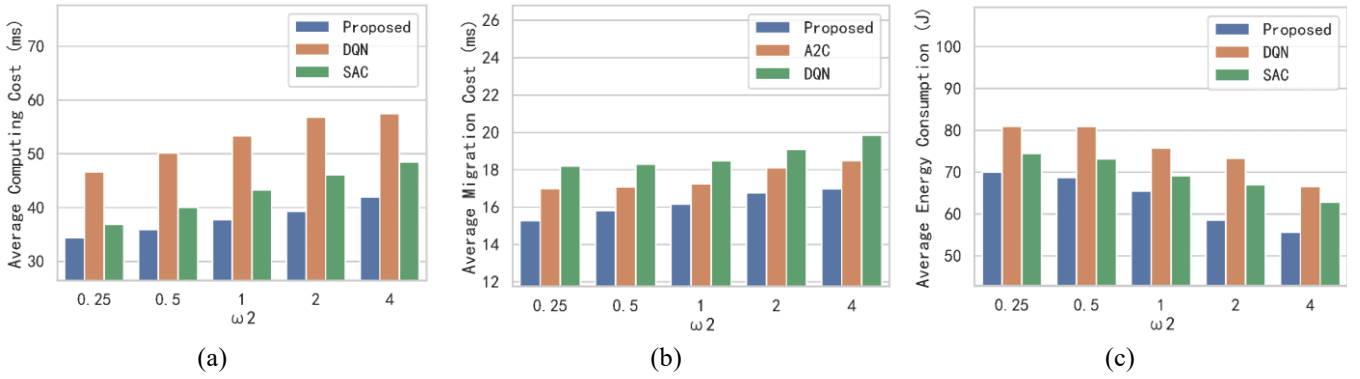 Average Computing Cost (ms)
70
60
50
40
30
Proposed
DQN
SAC
0.25 0.5 1 2 4
ω2
(a)
Average Migration Cost (ms)
26
24
22
20
18
16
14
12
Proposed
A2C
DQN
0.25 0.5 1 2 4
ω2
(b)
Average Energy Consumption (J)
100
90
80
70
60
50
Proposed
DQN
SAC
0.25 0.5 1 2 4
ω2
(c)